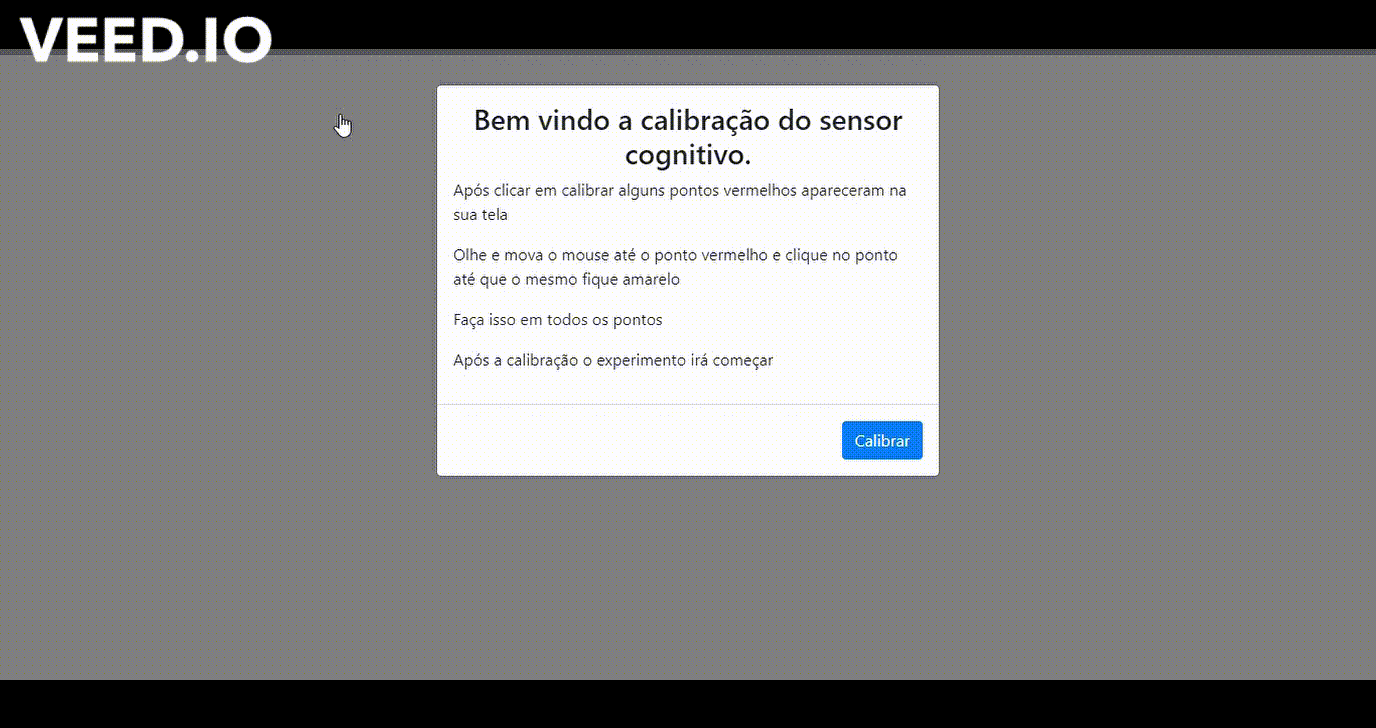 VEED.IO
Bem vindo a calibração do sensor
cognitivo.
Após clicar em calibrar alguns pontos vermelhos apareceram na
sua tela
Olhe e mova o mouse até o ponto vermelho e clique no ponto
até que o mesmo fique amarelo
Faça isso em todos os pontos
Após a calibração o experimento irá começar
Calibrar